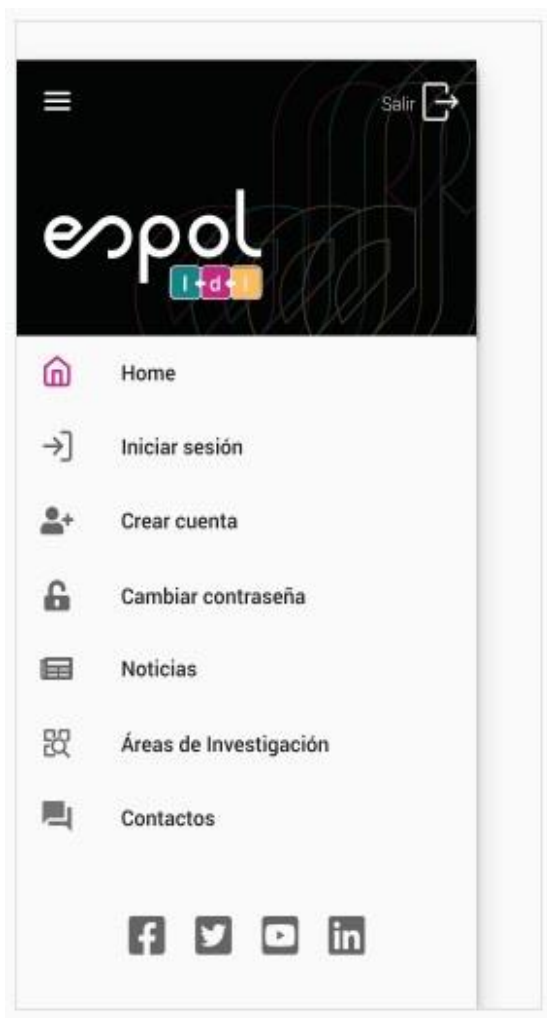 Salir
espol
I+d+i
Home
Iniciar sesión
Crear cuenta
Cambiar contraseña
Noticias
Áreas de Investigación
Contactos